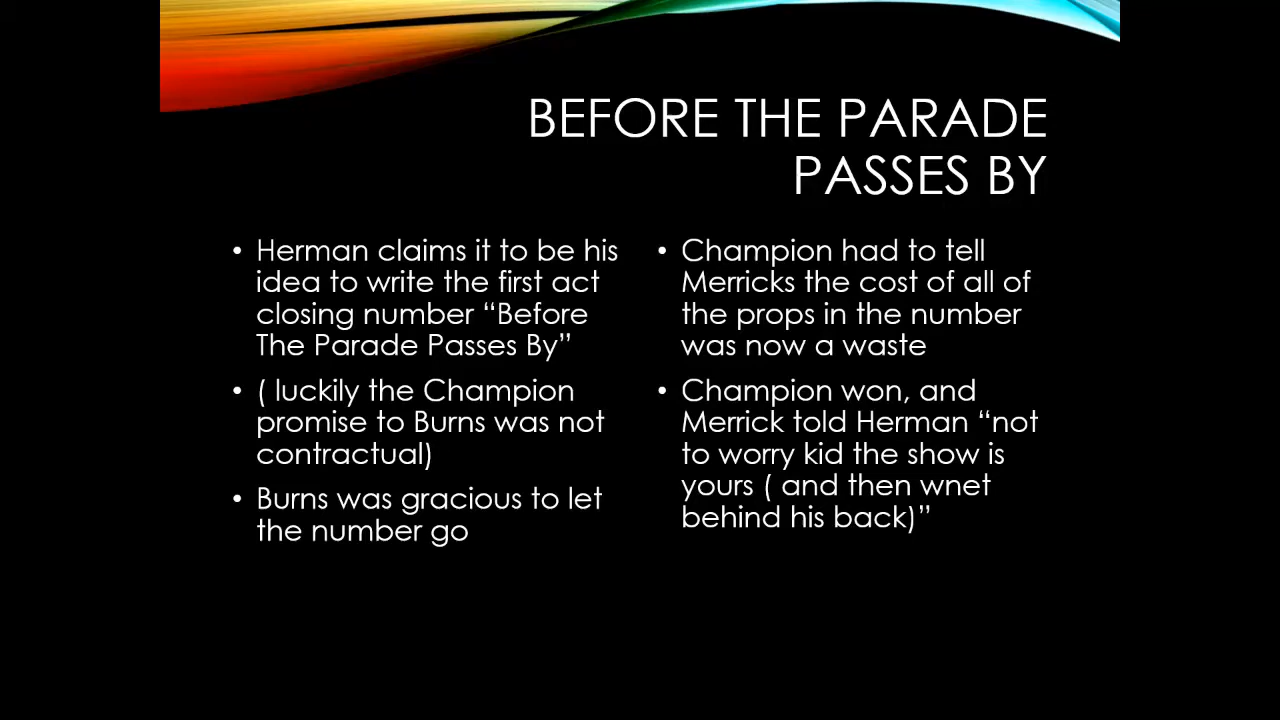 BEFORE THE PARADE
PASSES BY
• Herman claims it to be his
idea to write the first act
closing number “Before
The Parade Passes By”
• ( luckily the Champion
promise to Burns was not
contractual)
• Burns was gracious to let
the number go
• Champion had to tell
Merricks the cost of all of
the props in the number
was now a waste
• Champion won, and
Merrick told Herman “not
to worry kid the show is
yours ( and then wnet
behind his back)”